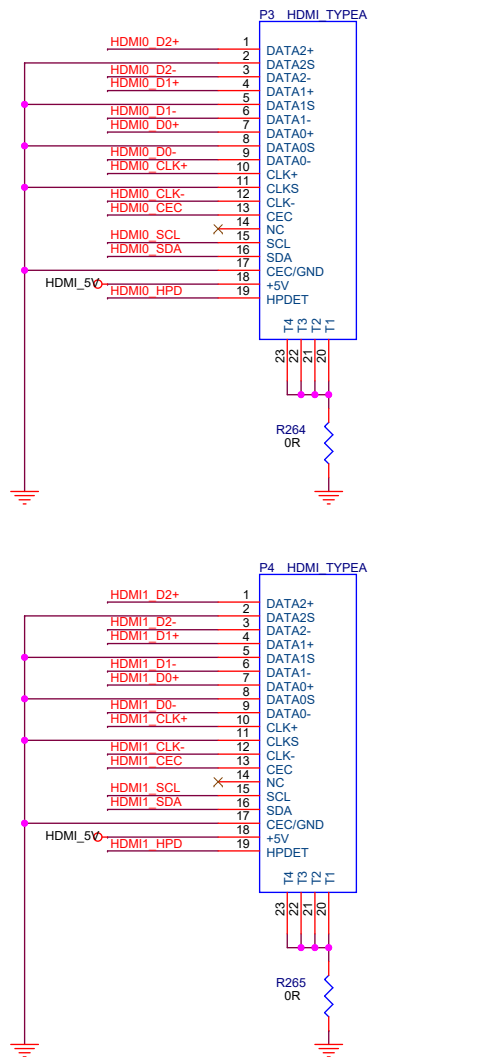 P3 HDMI_TYPEA
HDMI0_D2+ 1 DATA2+
2 DATA2S
HDMI0_D2- 3 DATA2-
HDMI0_D1+ 4 DATA1+
5 DATA1S
HDMI0_D1- 6 DATA1-
HDMI0_D0+ 7 DATA0+
8 DATA0S
HDMI0_D0- 9 DATA0-
HDMI0_CLK+ 10 CLK+
11 CLKS
HDMI0_CLK- 12 CLK-
HDMI0_CEC 13 CEC
14 NC
HDMI0_SCL 15 SCL
HDMI0_SDA 16 SDA
17 CEC/GND
HDMI_5V 18 +5V
HDMI0_HPD 19 HPDET
T4 T3 T2 T1
23 22 21 20
R264
0R
P4 HDMI_TYPEA
HDMI1_D2+ 1 DATA2+
2 DATA2S
HDMI1_D2- 3 DATA2-
HDMI1_D1+ 4 DATA1+
5 DATA1S
HDMI1_D1- 6 DATA1-
HDMI1_D0+ 7 DATA0+
8 DATA0S
HDMI1_D0- 9 DATA0-
HDMI1_CLK+ 10 CLK+
11 CLKS
HDMI1_CLK- 12 CLK-
HDMI1_CEC 13 CEC
14 NC
HDMI1_SCL 15 SCL
HDMI1_SDA 16 SDA
17 CEC/GND
HDMI_5V 18 +5V
HDMI1_HPD 19 HPDET
T4 T3 T2 T1
23 22 21 20
R265
0R